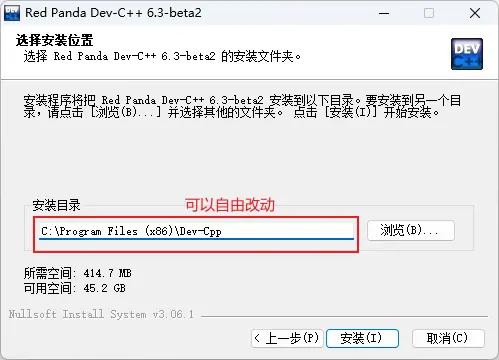 Red Panda Dev-C++ 6.3-beta2
选择安装位置
选择 Red Panda Dev-C++ 6.3-beta2 的安装文件夹。
DEV
C++
安装程序将把 Red Panda Dev-C++ 6.3-beta2 安装到以下目录。要安装到另一个目
录，请点击 [浏览(B)...] 并选择其他的文件夹。 点击 [安装(I)] 开始安装。
可以自由改动
安装目录
C:\Program Files (x86)\Dev-Cpp
浏览(B)...
所需空间: 414.7 MB
可用空间: 45.2 GB
Nullsoft Install System v3.06.1
< 上一步(P)
安装(I)
取消(C)